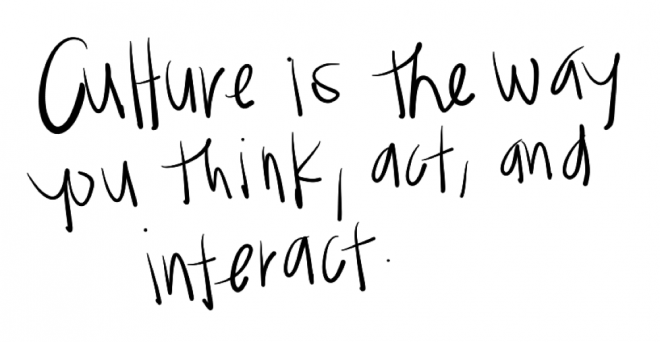 Culture is the way
you think, act, and
interact.